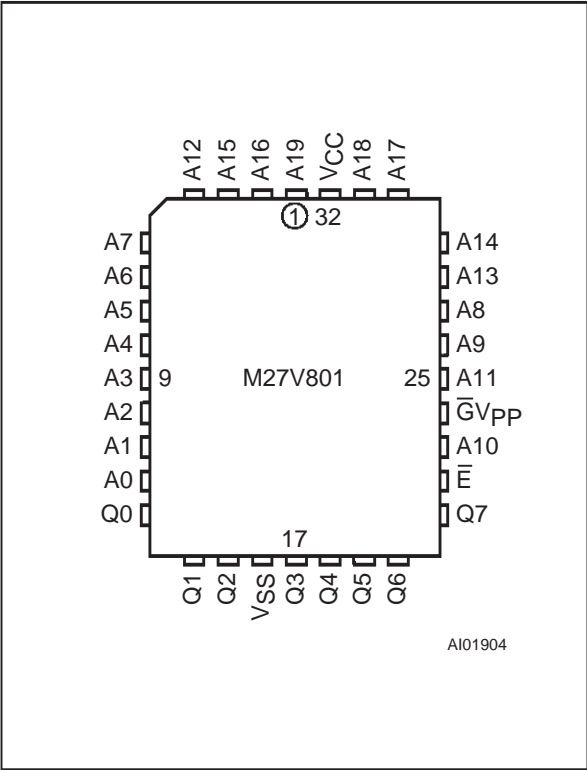 A12 A15 A16 A19 VCC A18 A17
1 32
A7 A14
A6 A13
A5 A8
A4 A9
A3 9 M27V801 25 A11
A2 G̅VPP
A1 A10
A0 E̅
Q0 Q7
17
Q1 Q2 VSS Q3 Q4 Q5 Q6
AI01904